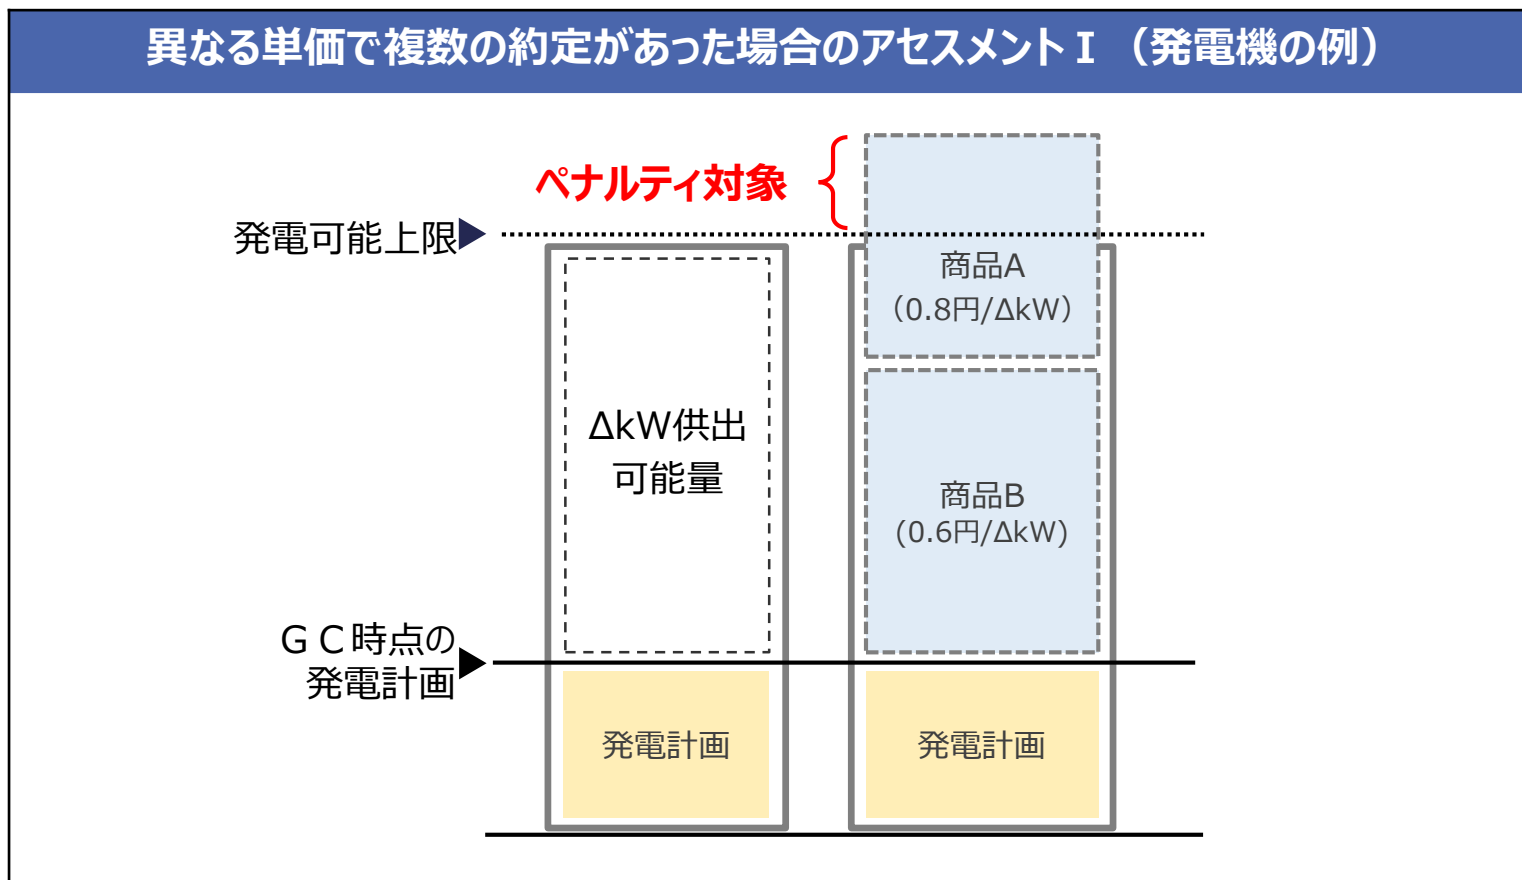 異なる単価で複数の約定があった場合のアセスメントⅠ（発電機の例）
ペナルティ対象
発電可能上限
商品A
（0.8円/ΔkW）
ΔkW供出
可能量
商品B
(0.6円/ΔkW)
ＧＣ時点の
発電計画
発電計画
発電計画